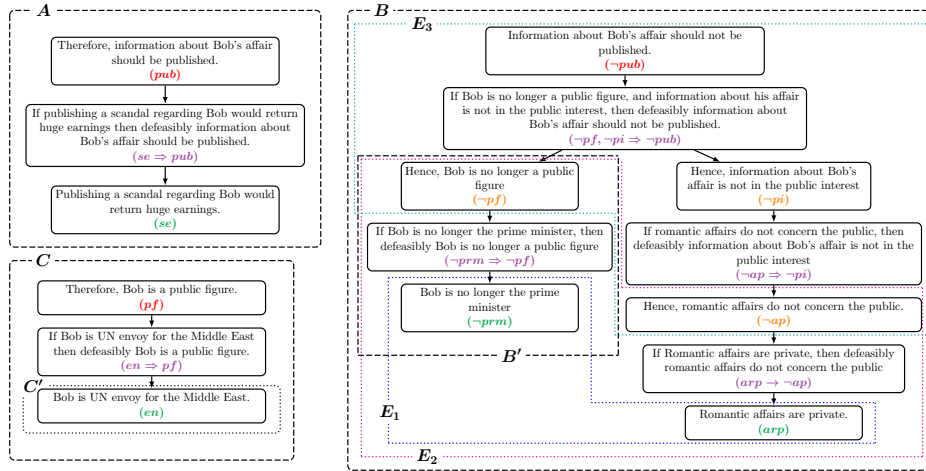 A
Therefore, information about Bob's affair
should be published.
(pub)
If publishing a scandal regarding Bob would return
huge earnings then defeasibly information about
Bob's affair should be published.
(se ⇒ pub)
Publishing a scandal regarding Bob would
return huge earnings.
(se)
C
Therefore, Bob is a public figure.
(pf)
If Bob is UN envoy for the Middle East
then defeasibly Bob is a public figure.
(en ⇒ pf)
C'
Bob is UN envoy for the Middle East.
(en)
B
E3
Information about Bob's affair should not be
published.
(¬pub)
If Bob is no longer a public figure, and information about his affair
is not in the public interest, then defeasibly information about
Bob's affair should not be published.
(¬pf, ¬pi ⇒ ¬pub)
Hence, Bob is no longer a public
figure
(¬pf)
If Bob is no longer the prime minister, then
defeasibly Bob is no longer a public figure
(¬prm ⇒ ¬pf)
Bob is no longer the prime
minister
(¬prm)
B'
Hence, information about Bob's
affair is not in the public interest
(¬pi)
If romantic affairs do not concern the public, then
defeasibly information about Bob's affair is not in the
public interest
(¬ap ⇒ ¬pi)
Hence, romantic affairs do not concern the public.
(¬ap)
If Romantic affairs are private, then defeasibly
romantic affairs do not concern the public
(arp → ¬ap)
Romantic affairs are private.
(arp)
E1
E2